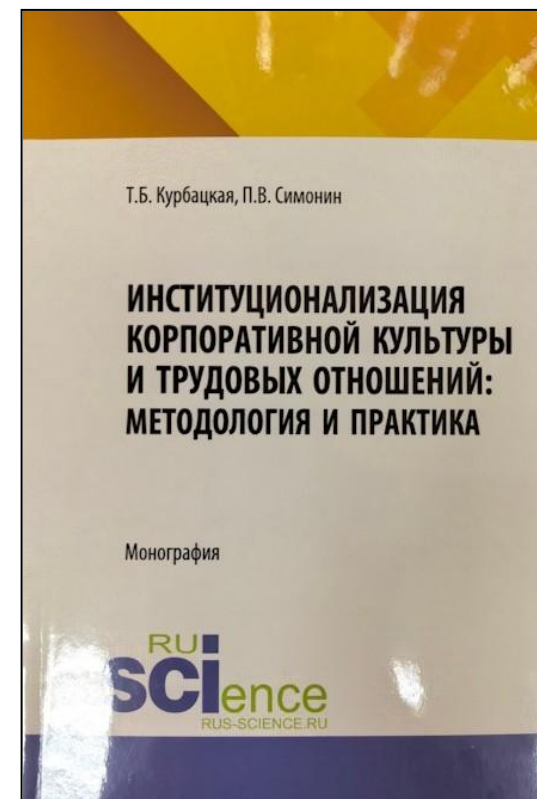 Т.Б. Курбацкая, П.В. Симонин
ИНСТИТУЦИОНАЛИЗАЦИЯ
КОРПОРАТИВНОЙ КУЛЬТУРЫ
И ТРУДОВЫХ ОТНОШЕНИЙ:
МЕТОДОЛОГИЯ И ПРАКТИКА
Монография
RU
SCIence
RUS-SCIENCE.RU